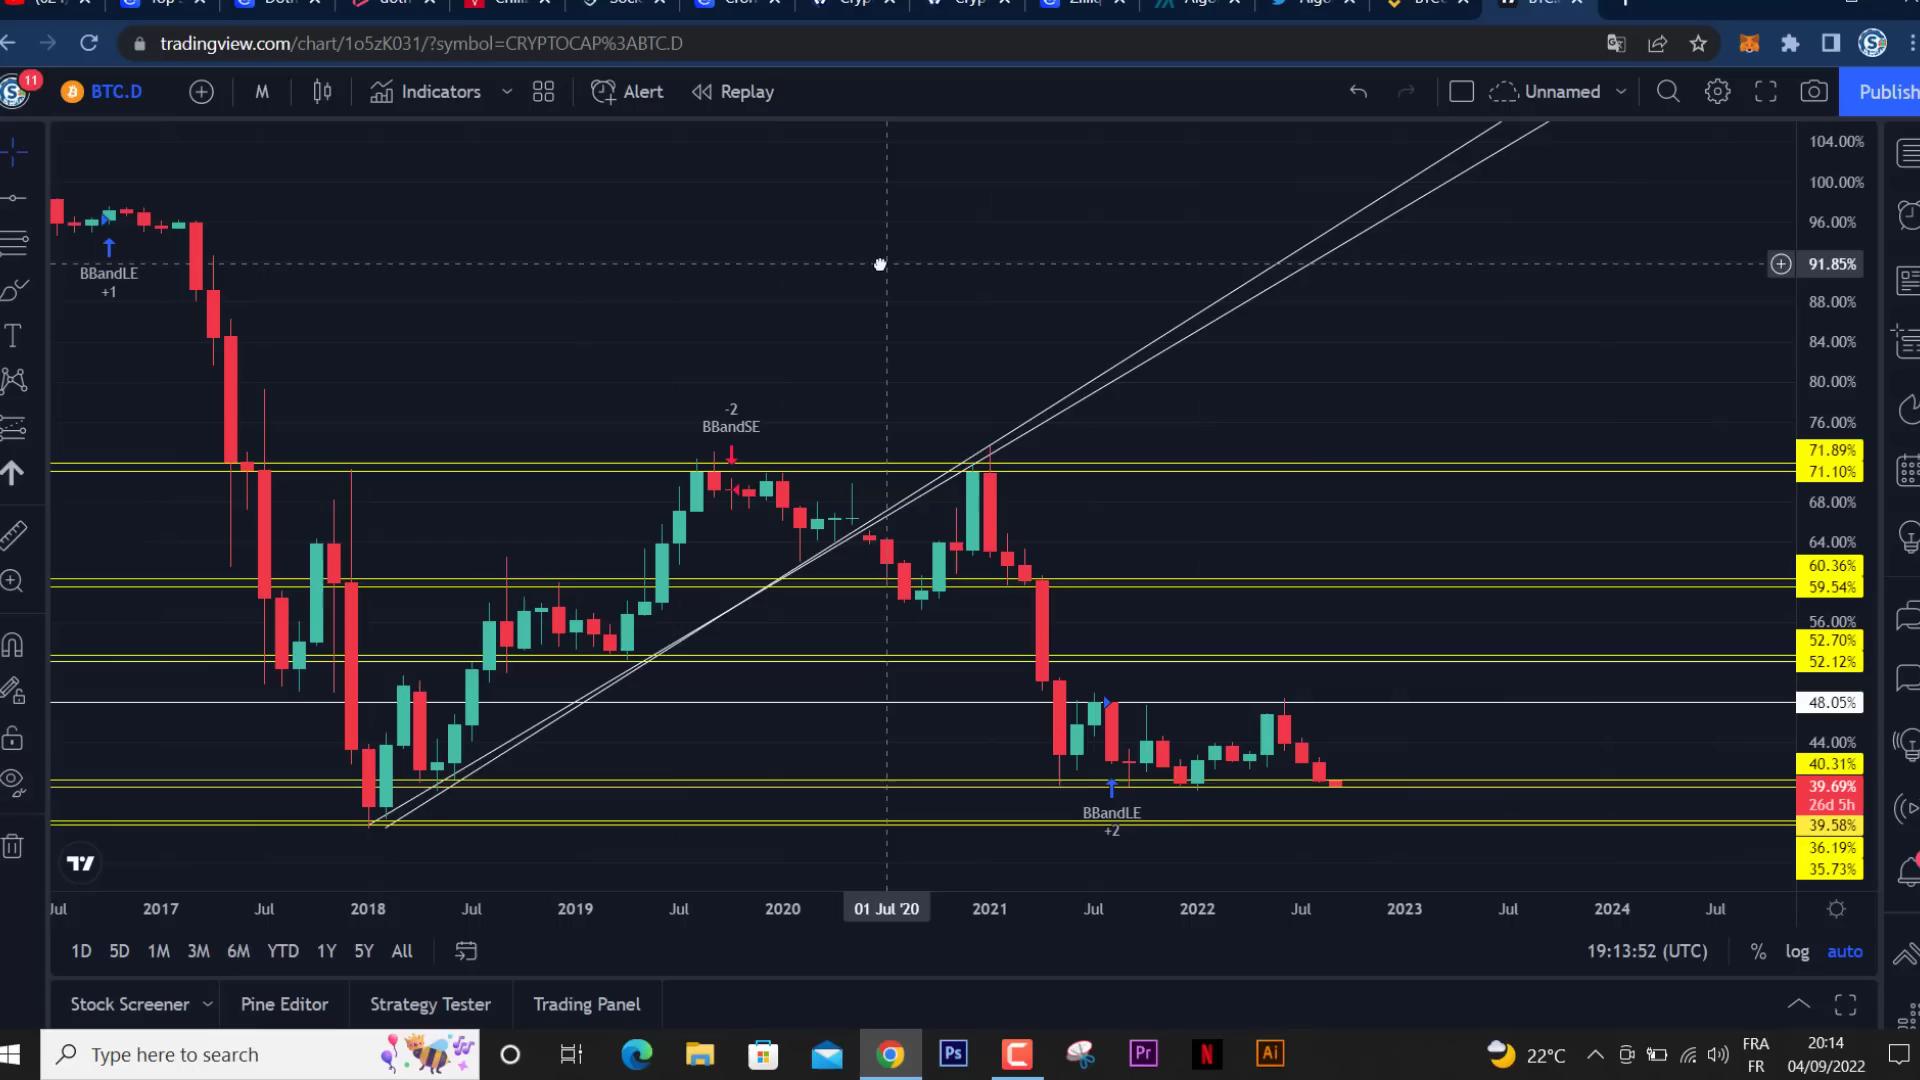 tradingview.com/chart/1o5zK031/?symbol=CRYPTOCAP%3ABTC.D
11
BTC.D
M
Indicators
Alert
Replay
Unnamed
Publish
104.00%
100.00%
96.00%
91.85%
88.00%
84.00%
80.00%
76.00%
71.89%
71.10%
68.00%
64.00%
60.36%
59.54%
56.00%
52.70%
52.12%
48.05%
44.00%
40.31%
39.69%
26d 5h
39.58%
36.19%
35.73%
BBandLE
+1
-2
BBandSE
BBandLE
+2
Jul
2017
Jul
2018
Jul
2019
Jul
2020
01 Jul '20
2021
Jul
2022
Jul
2023
Jul
2024
Jul
1D
5D
1M
3M
6M
YTD
1Y
5Y
All
19:13:52 (UTC)
%
log
auto
Stock Screener
Pine Editor
Strategy Tester
Trading Panel
Type here to search
Ps
Pr
N
Ai
22°C
FRA
FR
20:14
04/09/2022